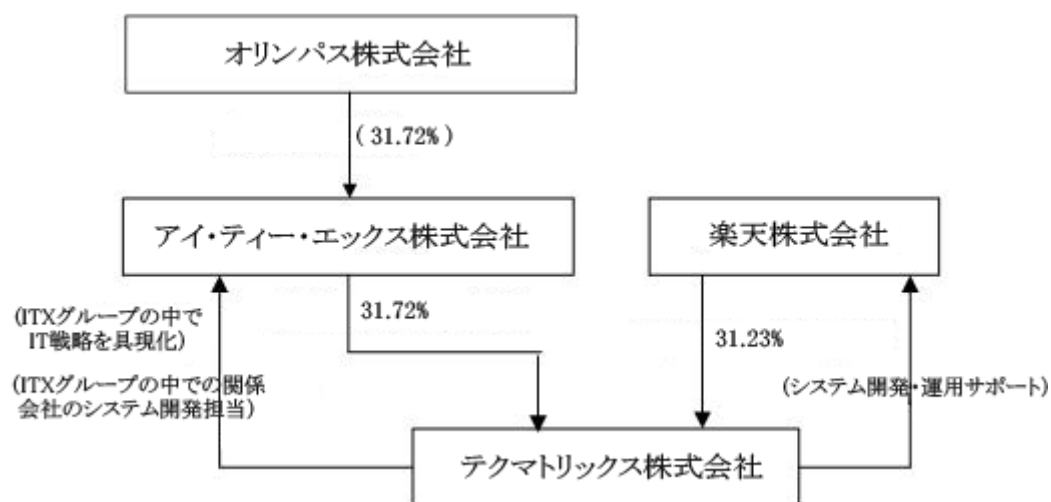 オリンパス株式会社
( 31.72%)
アイ・ティー・エックス株式会社
楽天株式会社
31.72%
(ITXグループの中で
IT戦略を具現化)
31.23%
(ITXグループの中での関係
会社のシステム開発担当)
(システム開発・運用サポート)
テクマトリックス株式会社